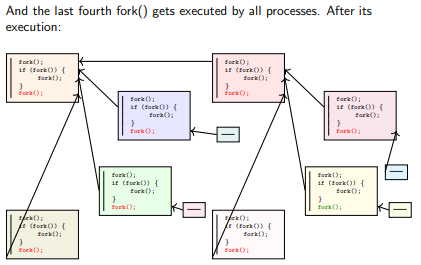 And the last fourth fork() gets executed by all processes. After its
execution:
fork();
if (fork()) {
fork();
}
fork();
fork();
if (fork()) {
fork();
}
fork();
fork();
if (fork()) {
fork();
}
fork();
fork();
if (fork()) {
fork();
}
fork();
fork();
if (fork()) {
fork();
}
fork();
fork();
if (fork()) {
fork();
}
fork();
fork();
if (fork()) {
fork();
}
fork();
fork();
if (fork()) {
fork();
}
fork();